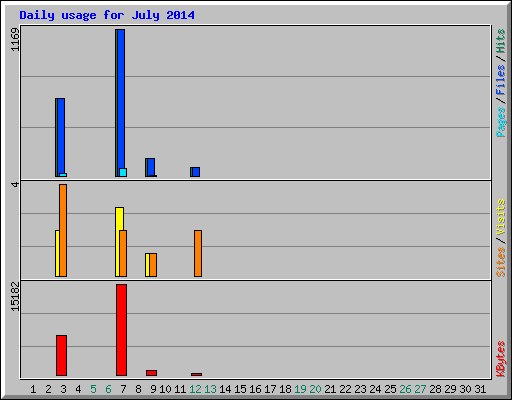 Daily usage for July 2014
1169
Pages/Files/Hits
4
Sites/Visits
15182
KBytes
1 2 3 4 5 6 7 8 9 10 11 12 13 14 15 16 17 18 19 20 21 22 23 24 25 26 27 28 29 30 31